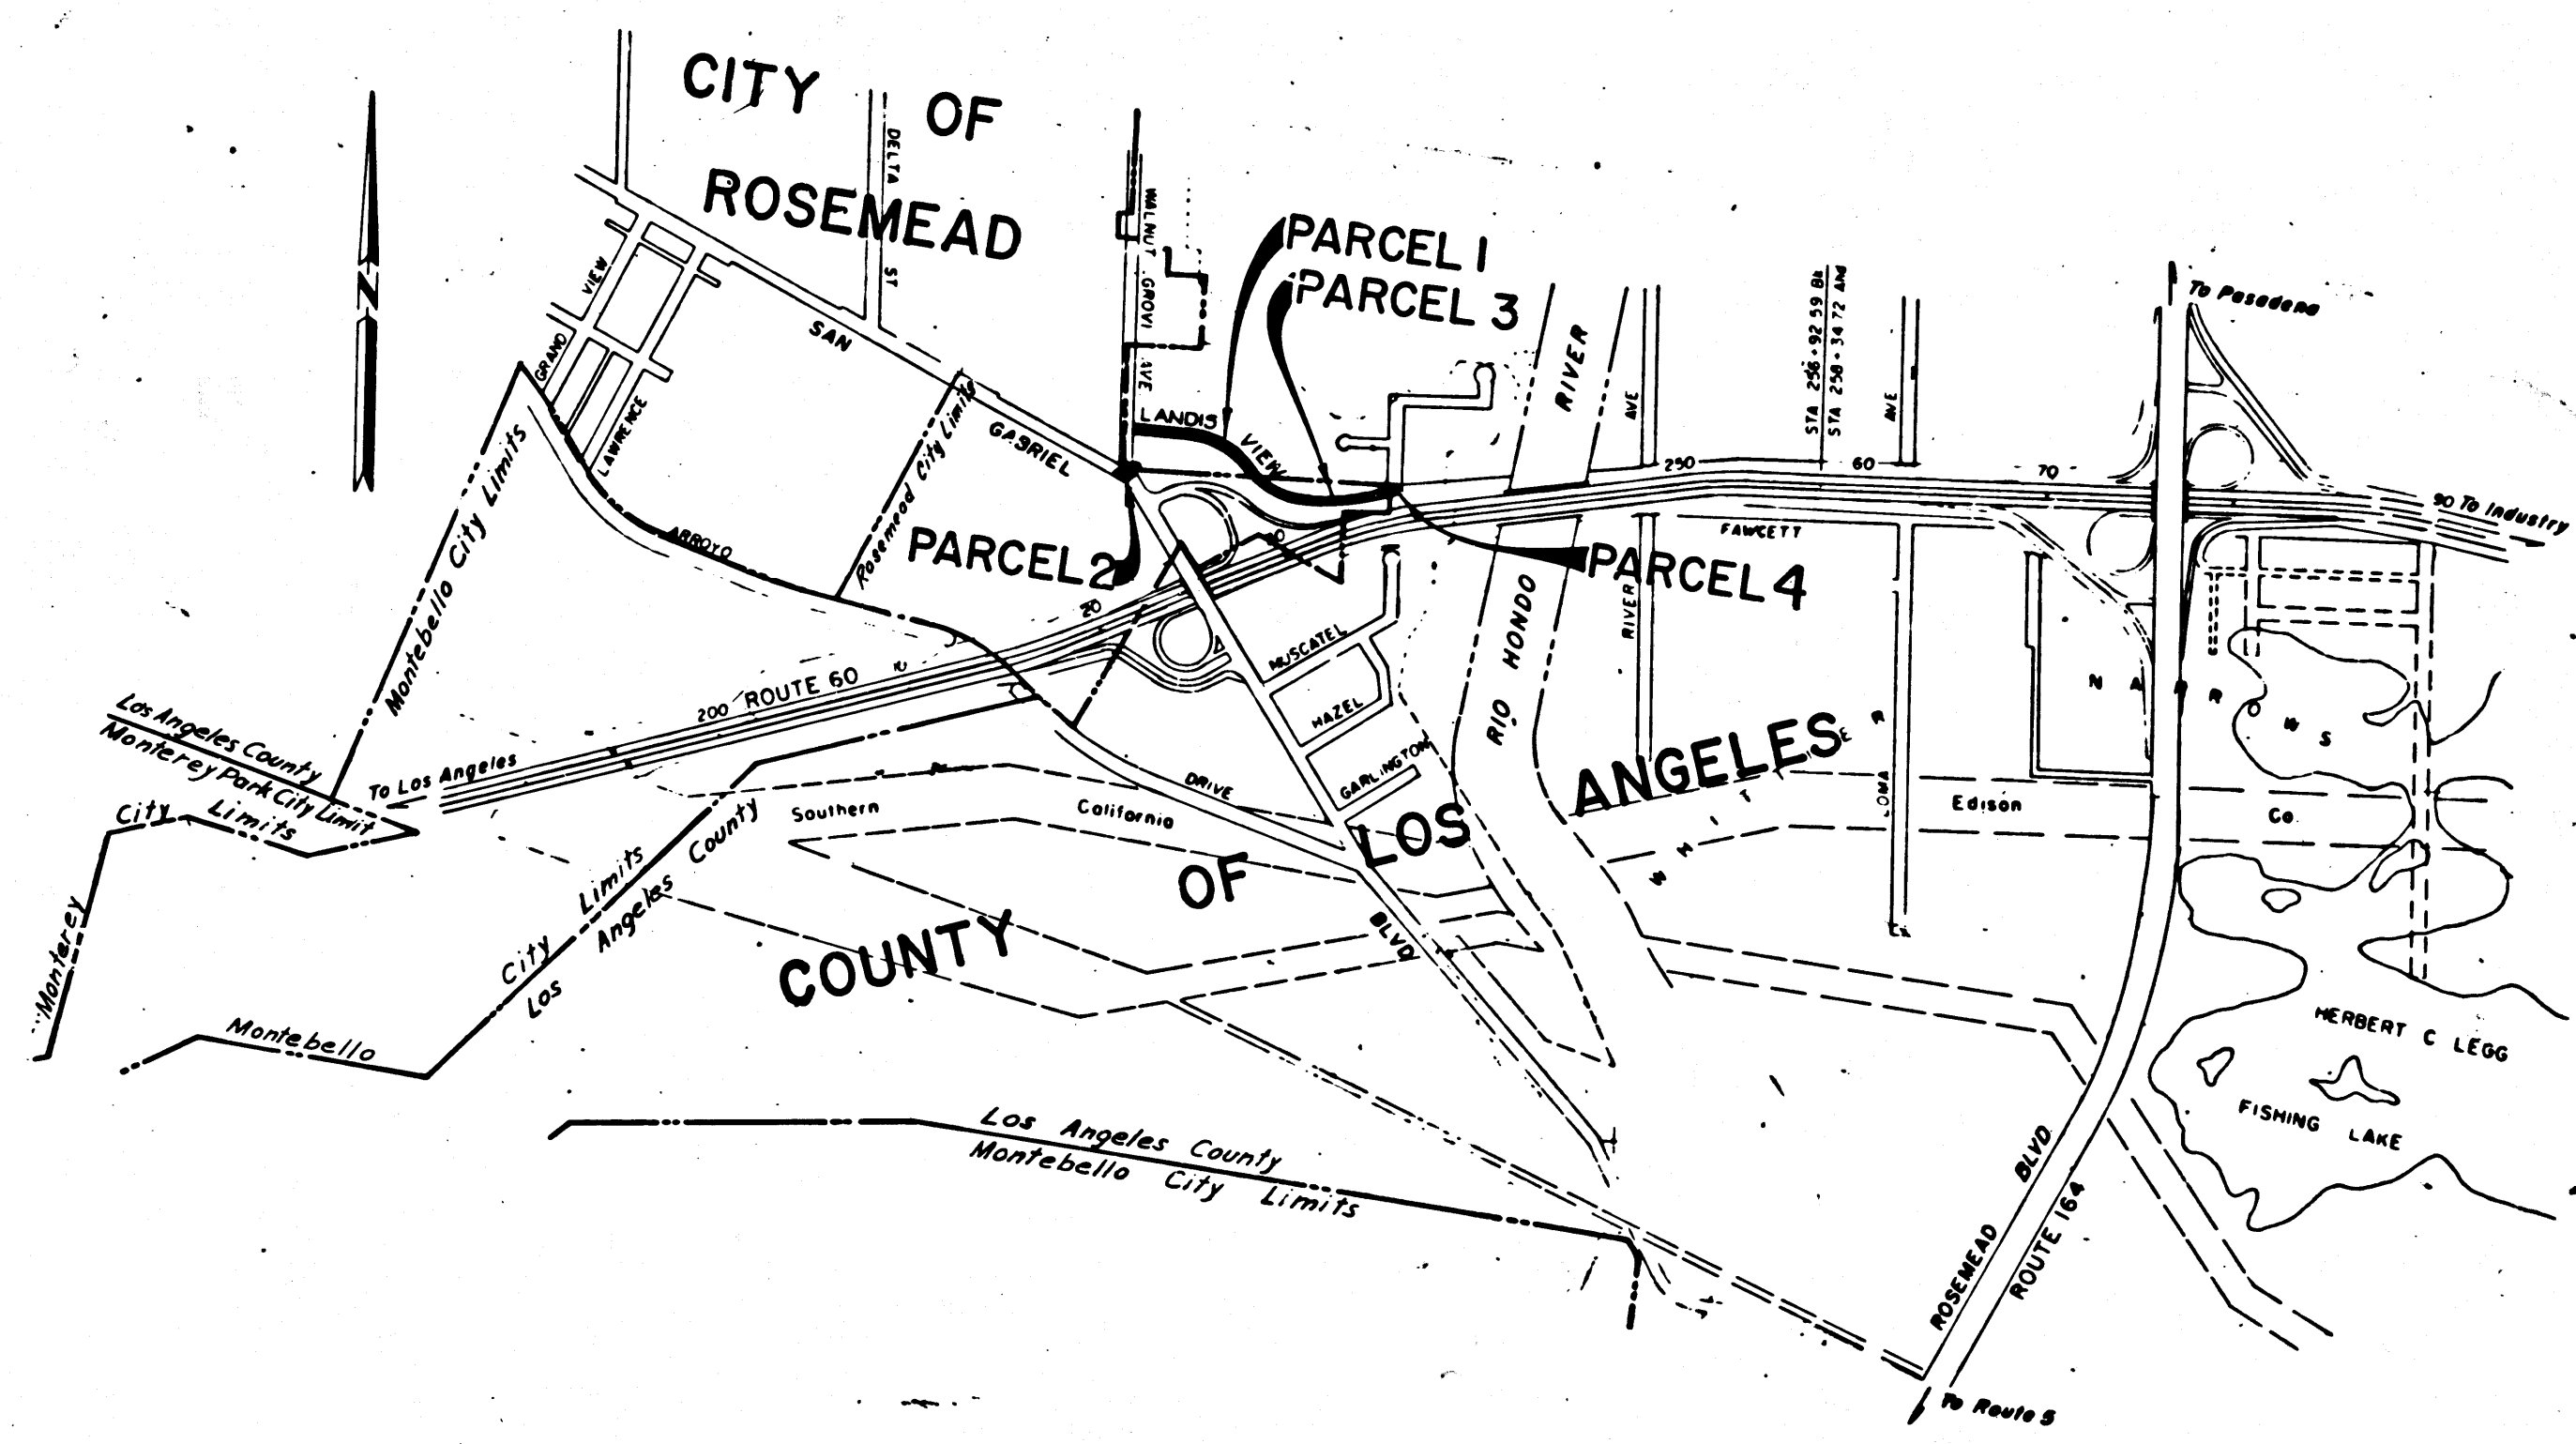 CITY OF
ROSEMEAD
DELTA ST
WALNUT GROVE AVE
PARCEL 1
PARCEL 3
LANDIS VIEW
N
GRAND VIEW
LAWRENCE
SAN GABRIEL
BLVD
ARROYO
DRIVE
Rosemead City Limits
Montebello City Limits
PARCEL 2
PARCEL 4
RIVER
RIO HONDO
AVE
RIVER
STA 256+92 59 Bk
STA 258+34 72 Ahd
AVE
LOMA
To Pasadena
250
60
70
90 To Industry
FAWCETT
20
200 ROUTE 60
To Los Angeles
Los Angeles County
Monterey Park City Limit
City Limits
Monterey
Montebello
City Limits
Los Angeles County
MUSCATEL
HAZEL
GARLINGTON
Southern California
Edison Co.
WHITTIER
NARROWS
COUNTY OF LOS ANGELES
Los Angeles County
Montebello City Limits
HERBERT C LEGG
FISHING LAKE
ROSEMEAD BLVD
ROUTE 164
To Route 5